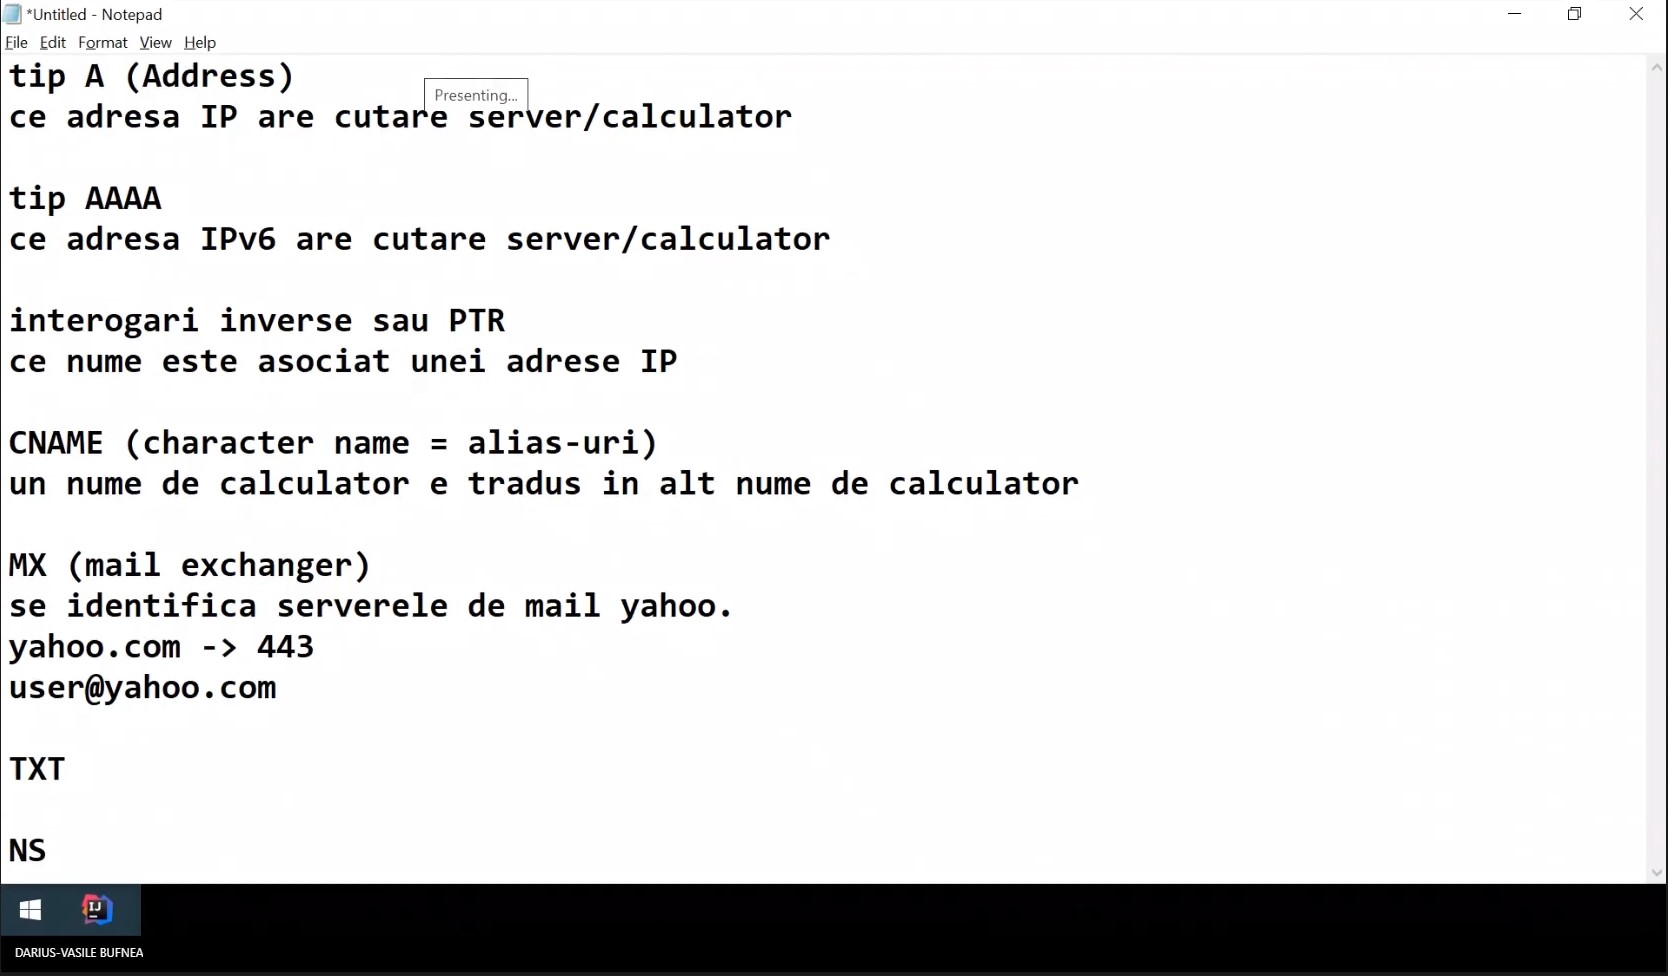 *Untitled - Notepad
File Edit Format View Help
tip A (Address)
Presenting...
ce adresa IP are cutare server/calculator
tip AAAA
ce adresa IPv6 are cutare server/calculator
interogari inverse sau PTR
ce nume este asociat unei adrese IP
CNAME (character name = alias-uri)
un nume de calculator e tradus in alt nume de calculator
MX (mail exchanger)
se identifica serverele de mail yahoo.
yahoo.com -> 443
user@yahoo.com
TXT
NS
IJ
DARIUS-VASILE BUFNEA